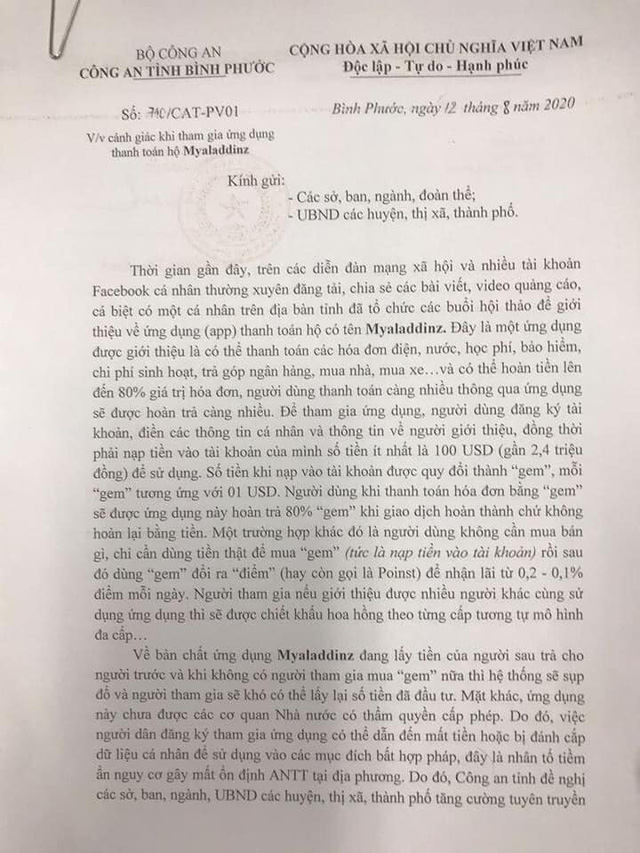 BỘ CÔNG AN
CÔNG AN TỈNH BÌNH PHƯỚC
CỘNG HÒA XÃ HỘI CHỦ NGHĨA VIỆT NAM
Độc lập - Tự do - Hạnh phúc
Số: 790/CAT-PV01
Bình Phước, ngày 12 tháng 8 năm 2020
V/v cảnh giác khi tham gia ứng dụng
thanh toán hộ Myaladdinz
Kính gửi:
- Các sở, ban, ngành, đoàn thể;
- UBND các huyện, thị xã, thành phố.
Thời gian gần đây, trên các diễn đàn mạng xã hội và nhiều tài khoản
Facebook cá nhân thường xuyên đăng tải, chia sẻ các bài viết, video quảng cáo,
cá biệt có một cá nhân trên địa bàn tỉnh đã tổ chức các buổi hội thảo để giới
thiệu về ứng dụng (app) thanh toán hộ có tên Myaladdinz. Đây là một ứng dụng
được giới thiệu là có thể thanh toán các hóa đơn điện, nước, học phí, bảo hiểm,
chi phí sinh hoạt, trả góp ngân hàng, mua nhà, mua xe…và có thể hoàn tiền lên
đến 80% giá trị hóa đơn, người dùng thanh toán càng nhiều thông qua ứng dụng
sẽ được hoàn trả càng nhiều. Để tham gia ứng dụng, người dùng đăng ký tài
khoản, điền các thông tin cá nhân và thông tin về người giới thiệu, đồng thời
phải nạp tiền vào tài khoản của mình số tiền ít nhất là 100 USD (gần 2,4 triệu
đồng) để sử dụng. Số tiền khi nạp vào tài khoản được quy đổi thành “gem”, mỗi
“gem” tương ứng với 01 USD. Người dùng khi thanh toán hóa đơn bằng “gem”
sẽ được ứng dụng này hoàn trả 80% “gem” khi giao dịch hoàn thành chứ không
hoàn lại bằng tiền. Một trường hợp khác đó là người dùng không cần mua bán
gì, chỉ cần dùng tiền thật để mua “gem” (tức là nạp tiền vào tài khoản) rồi sau
đó dùng “gem” đổi ra “điểm” (hay còn gọi là Poinst) để nhận lãi từ 0,2 - 0,1%
điểm mỗi ngày. Người tham gia nếu giới thiệu được nhiều người khác cùng sử
dụng ứng dụng thì sẽ được chiết khấu hoa hồng theo từng cấp tương tự mô hình
đa cấp…
Về bản chất ứng dụng Myaladdinz đang lấy tiền của người sau trả cho
người trước và khi không có người tham gia mua “gem” nữa thì hệ thống sẽ sụp
đổ và người tham gia sẽ khó có thể lấy lại số tiền đã đầu tư. Mặt khác, ứng dụng
này chưa được các cơ quan Nhà nước có thẩm quyền cấp phép. Do đó, việc
người dân đăng ký tham gia ứng dụng có thể dẫn đến mất tiền hoặc bị đánh cắp
dữ liệu cá nhân để sử dụng vào các mục đích bất hợp pháp, đây là nhân tố tiềm
ẩn nguy cơ gây mất ổn định ANTT tại địa phương. Do đó, Công an tỉnh đề nghị
các sở, ban, ngành, UBND các huyện, thị xã, thành phố tăng cường tuyên truyền